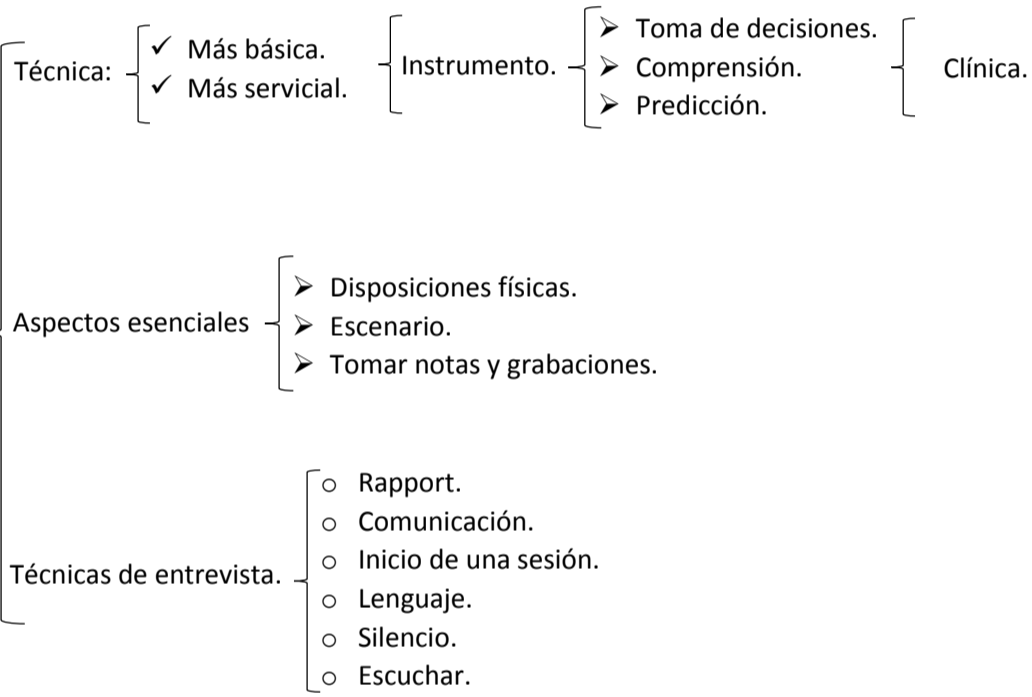 Técnica:
✓ Más básica.
✓ Más servicial.
Instrumento.
➢ Toma de decisiones.
➢ Comprensión.
➢ Predicción.
Clínica.
Aspectos esenciales
➢ Disposiciones físicas.
➢ Escenario.
➢ Tomar notas y grabaciones.
Técnicas de entrevista.
o Rapport.
o Comunicación.
o Inicio de una sesión.
o Lenguaje.
o Silencio.
o Escuchar.